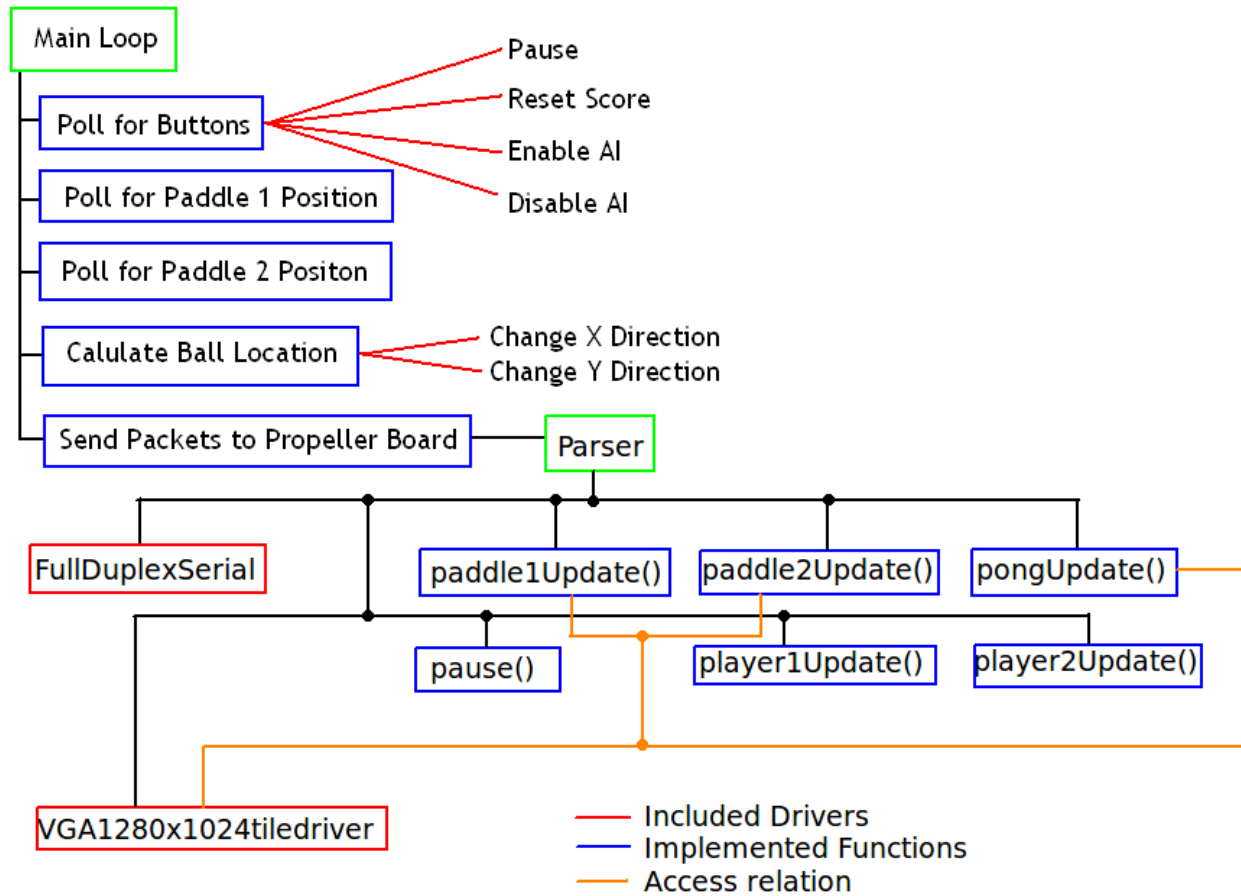 Main Loop
Pause
Reset Score
Poll for Buttons
Enable AI
Disable AI
Poll for Paddle 1 Position
Poll for Paddle 2 Positon
Calulate Ball Location
Change X Direction
Change Y Direction
Send Packets to Propeller Board
Parser
FullDuplexSerial
paddle1Update()
paddle2Update()
pongUpdate()
pause()
player1Update()
player2Update()
VGA1280x1024tiledriver
Included Drivers
Implemented Functions
Access relation